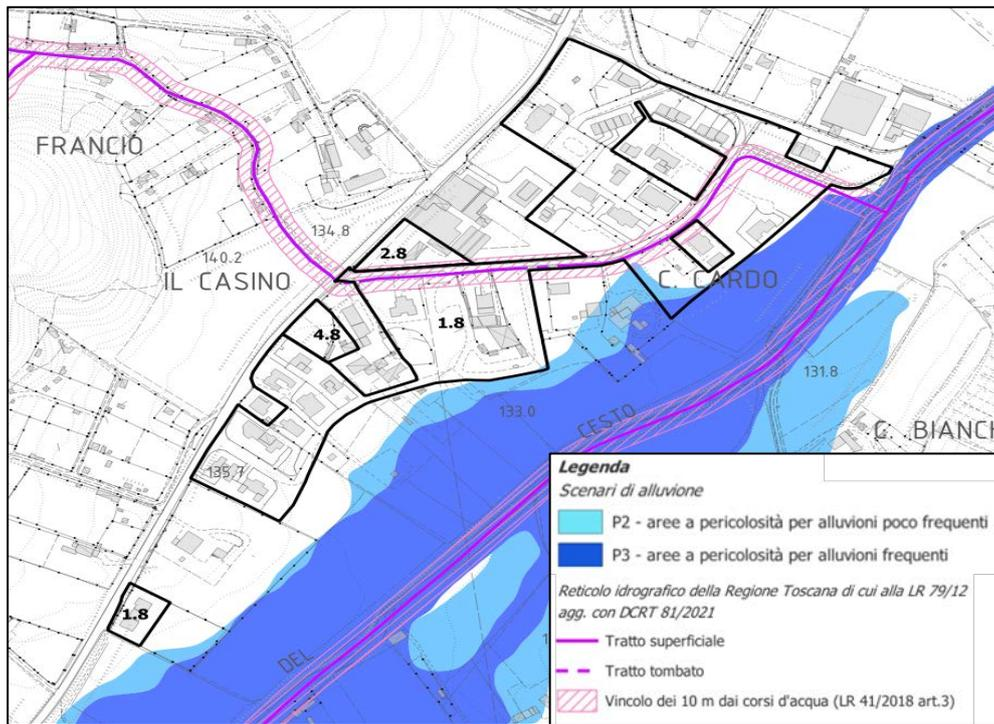 FRANCIO
134.8
140.2
IL CASINO
2.8
C. CARDO
4.8
1.8
131.8
133.0
CESTO
C. BIANCH
135.7
1.8
DEL
Legenda
Scenari di alluvione
P2 - aree a pericolosità per alluvioni poco frequenti
P3 - aree a pericolosità per alluvioni frequenti
Reticolo idrografico della Regione Toscana di cui alla LR 79/12
agg. con DCRT 81/2021
Tratto superficiale
Tratto tombato
Vincolo dei 10 m dai corsi d'acqua (LR 41/2018 art.3)